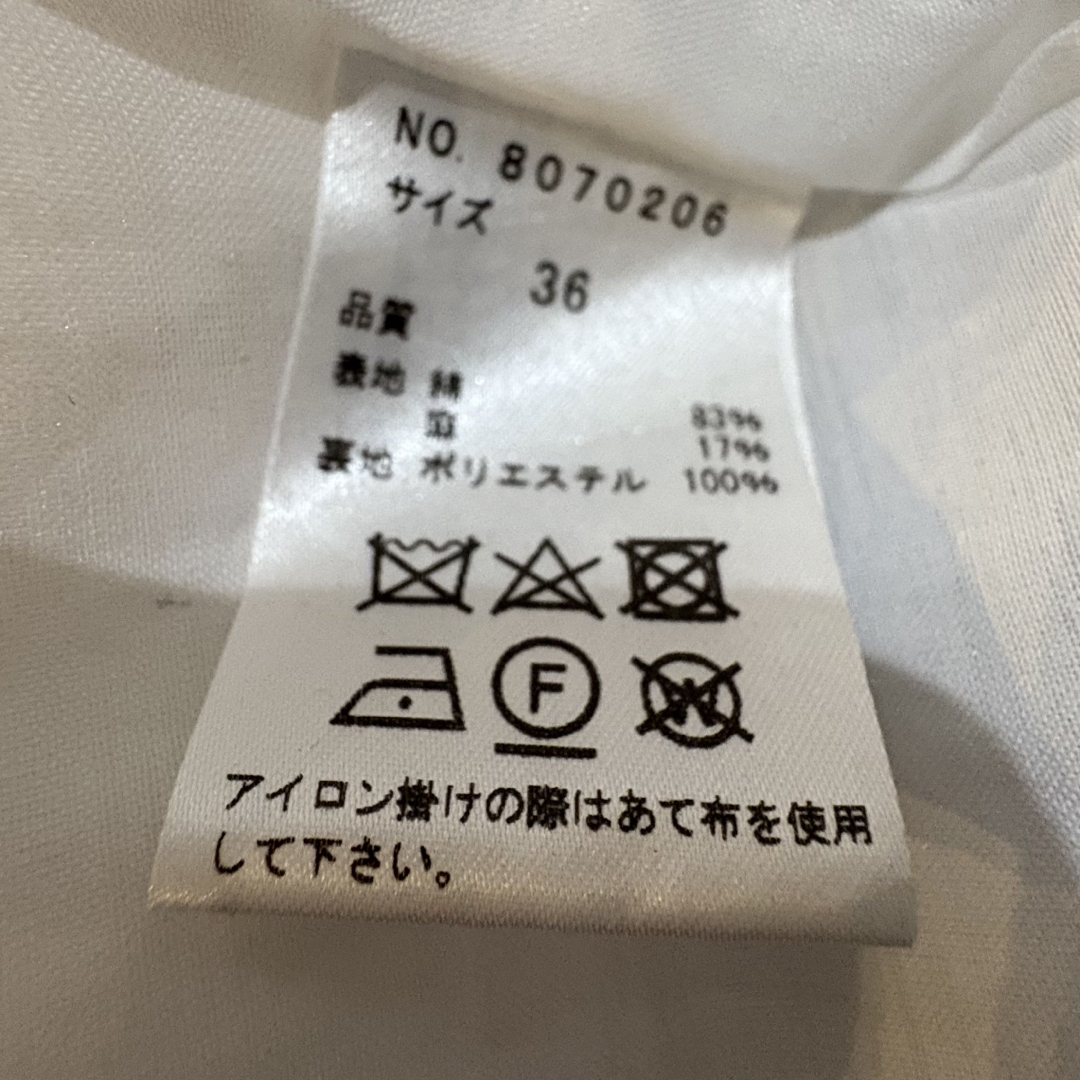 NO. 8070206
サイズ
36
品質
表地 綿 83%
17%
裏地 ポリエステル 100%
F
W
アイロン掛けの際はあて布を使用
して下さい。